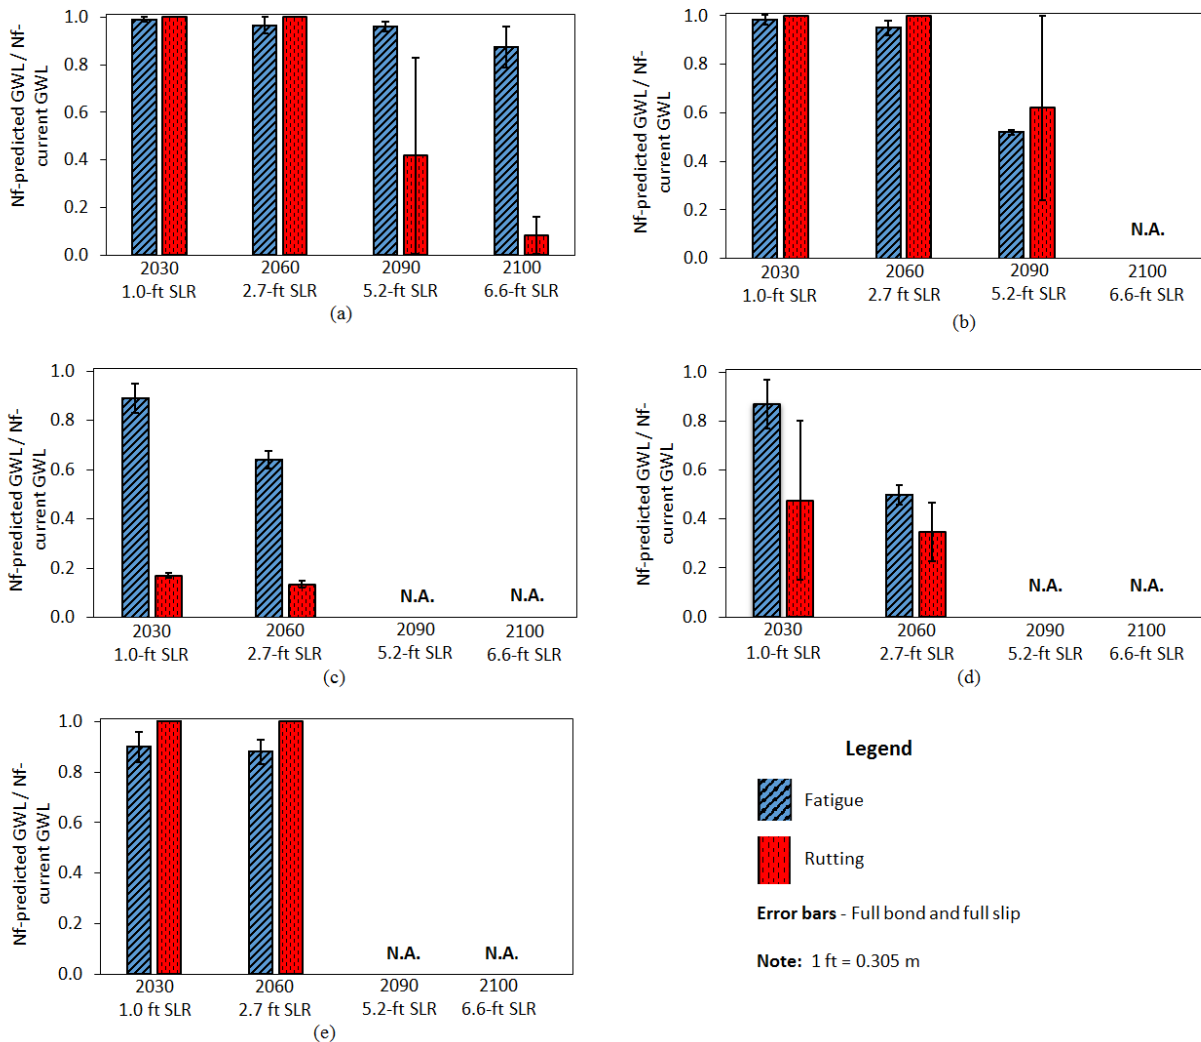 Nf-predicted GWL / Nf-
current GWL
1.0
0.8
0.6
0.4
0.2
0.0
2030
2060
2090
2100
1.0-ft SLR
2.7-ft SLR
5.2-ft SLR
6.6-ft SLR
(a)
Nf-predicted GWL / Nf-
current GWL
1.0
0.8
0.6
0.4
0.2
0.0
N.A.
2030
2060
2090
2100
1.0-ft SLR
2.7 ft SLR
5.2-ft SLR
6.6-ft SLR
(b)
Nf-predicted GWL / Nf-
current GWL
1.0
0.8
0.6
0.4
0.2
0.0
N.A.
N.A.
2030
2060
2090
2100
1.0-ft SLR
2.7-ft SLR
5.2-ft SLR
6.6-ft SLR
(c)
Nf-predicted GWL / Nf-
current GWL
1.0
0.8
0.6
0.4
0.2
0.0
N.A.
N.A.
2030
2060
2090
2100
1.0-ft SLR
2.7-ft SLR
5.2-ft SLR
6.6-ft SLR
(d)
Nf-predicted GWL / Nf-
current GWL
1.0
0.8
0.6
0.4
0.2
0.0
N.A.
N.A.
2030
2060
2090
2100
1.0 ft SLR
2.7 ft SLR
5.2-ft SLR
6.6-ft SLR
(e)
Legend
Fatigue
Rutting
Error bars - Full bond and full slip
Note: 1 ft = 0.305 m